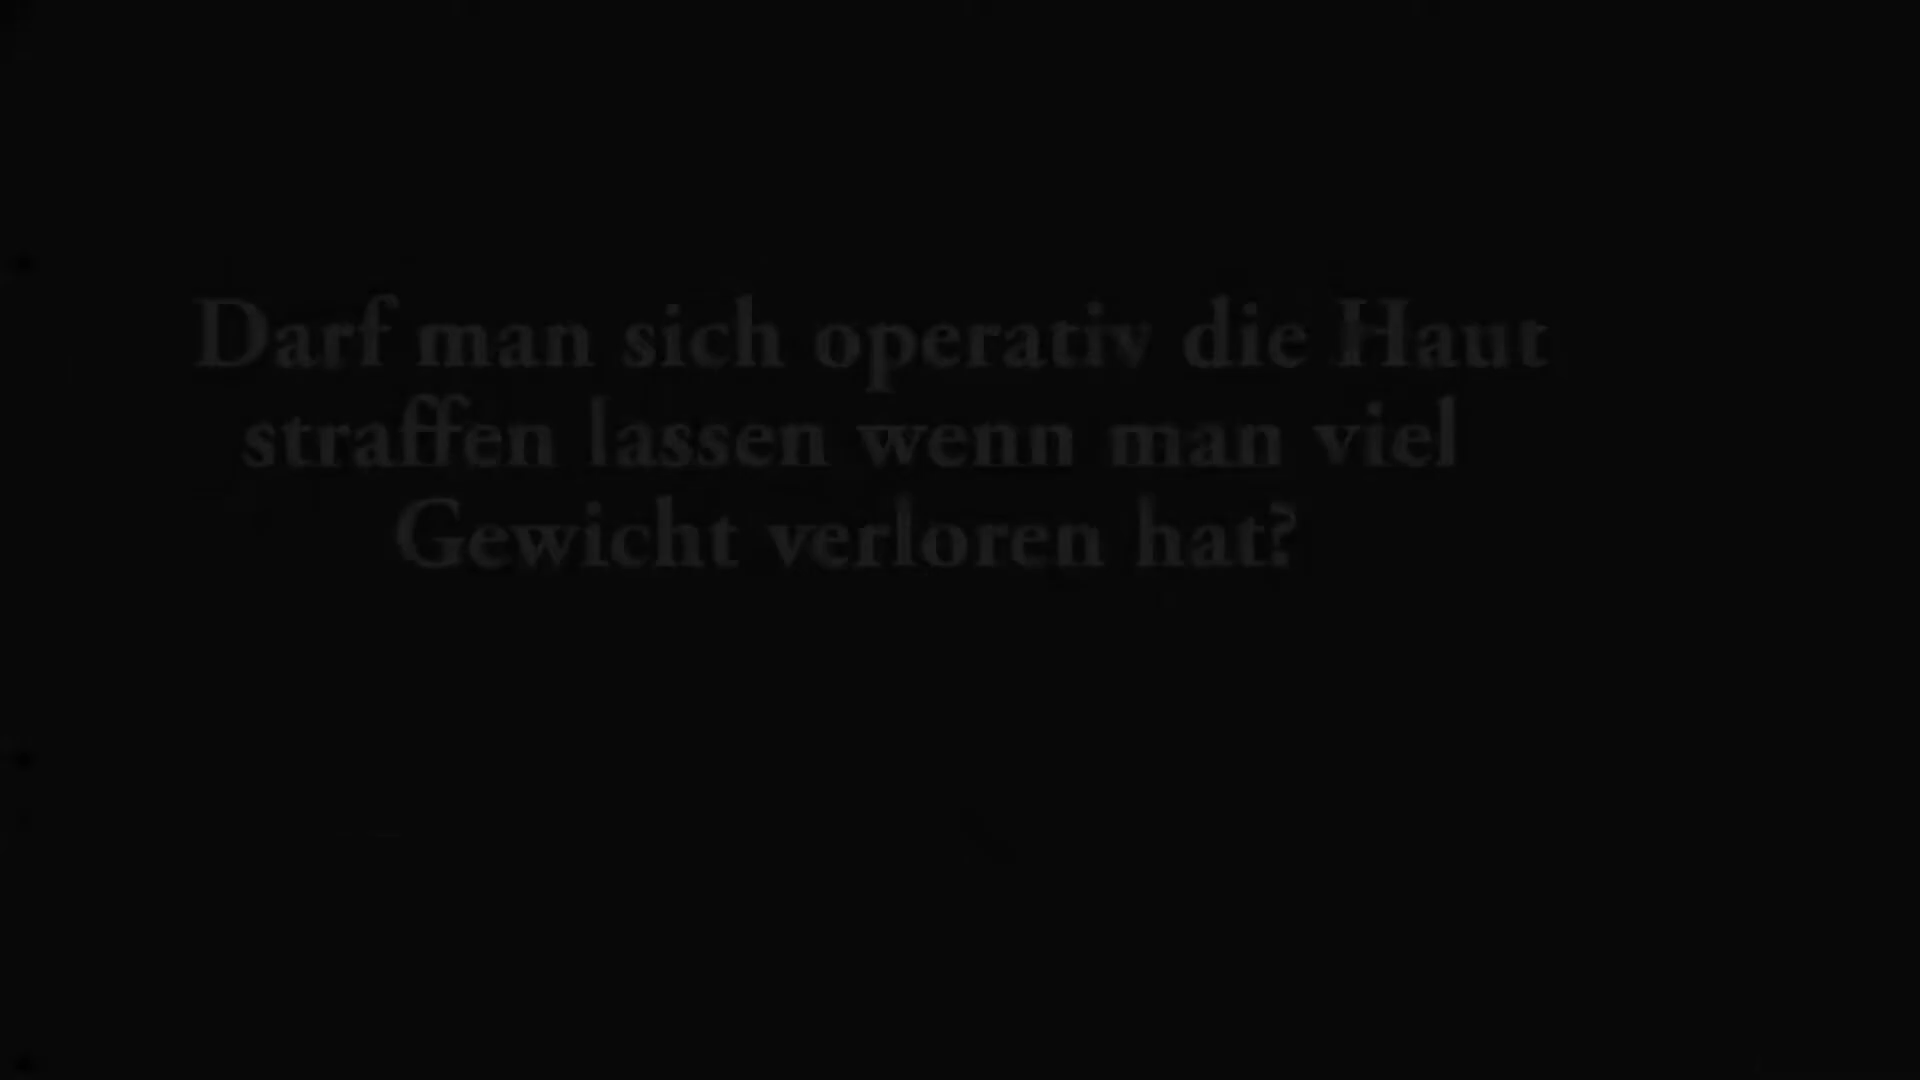 Darf man sich operativ die Haut
straffen lassen wenn man viel
Gewicht verloren hat?